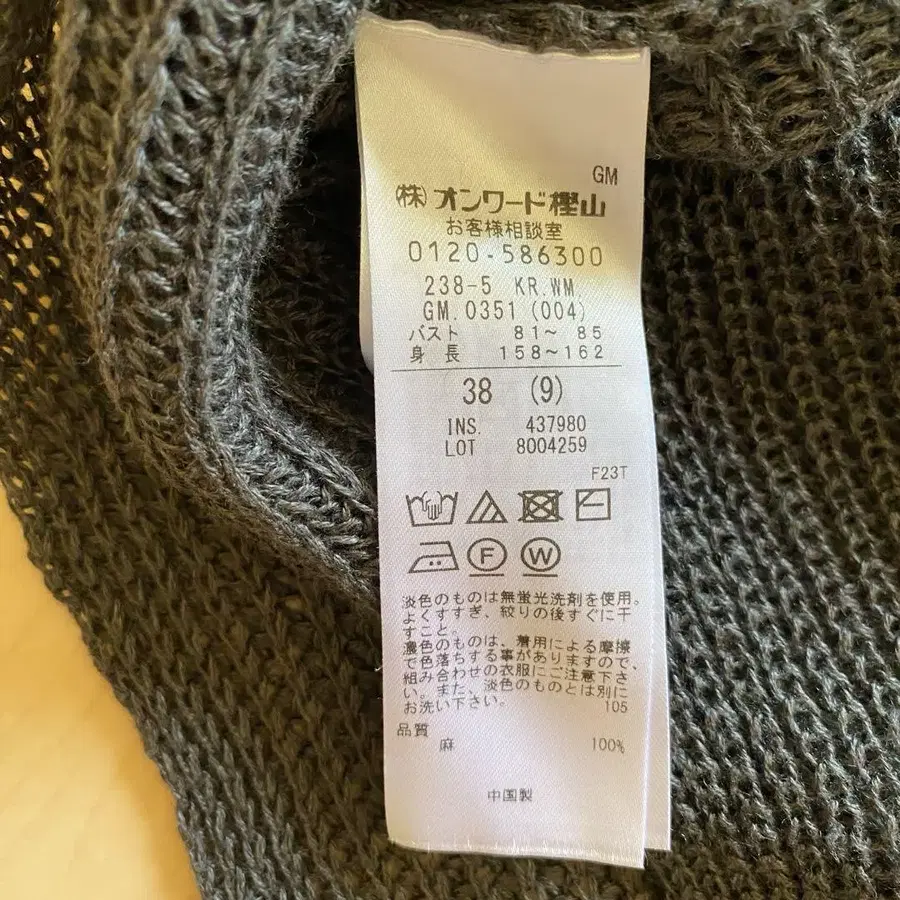 GM
(株)オンワード樫山
お客様相談室
0120-586300
238-5 KR.WM.
GM.0351 (004)
バスト 81～ 85
身長 158～162
38 (9)
INS. 437980
LOT 8004259
F23T
F W
淡色のものは無蛍光洗剤を使用。
よくすすぎ、絞りの後すぐに干
すこと。
濃色のものは、着用による摩擦
で色落ちする事がありますので、
組み合わせの衣服にご注意下さ
い。また、淡色のものとは別に
お洗い下さい。 105
品質
麻 100%
中国製